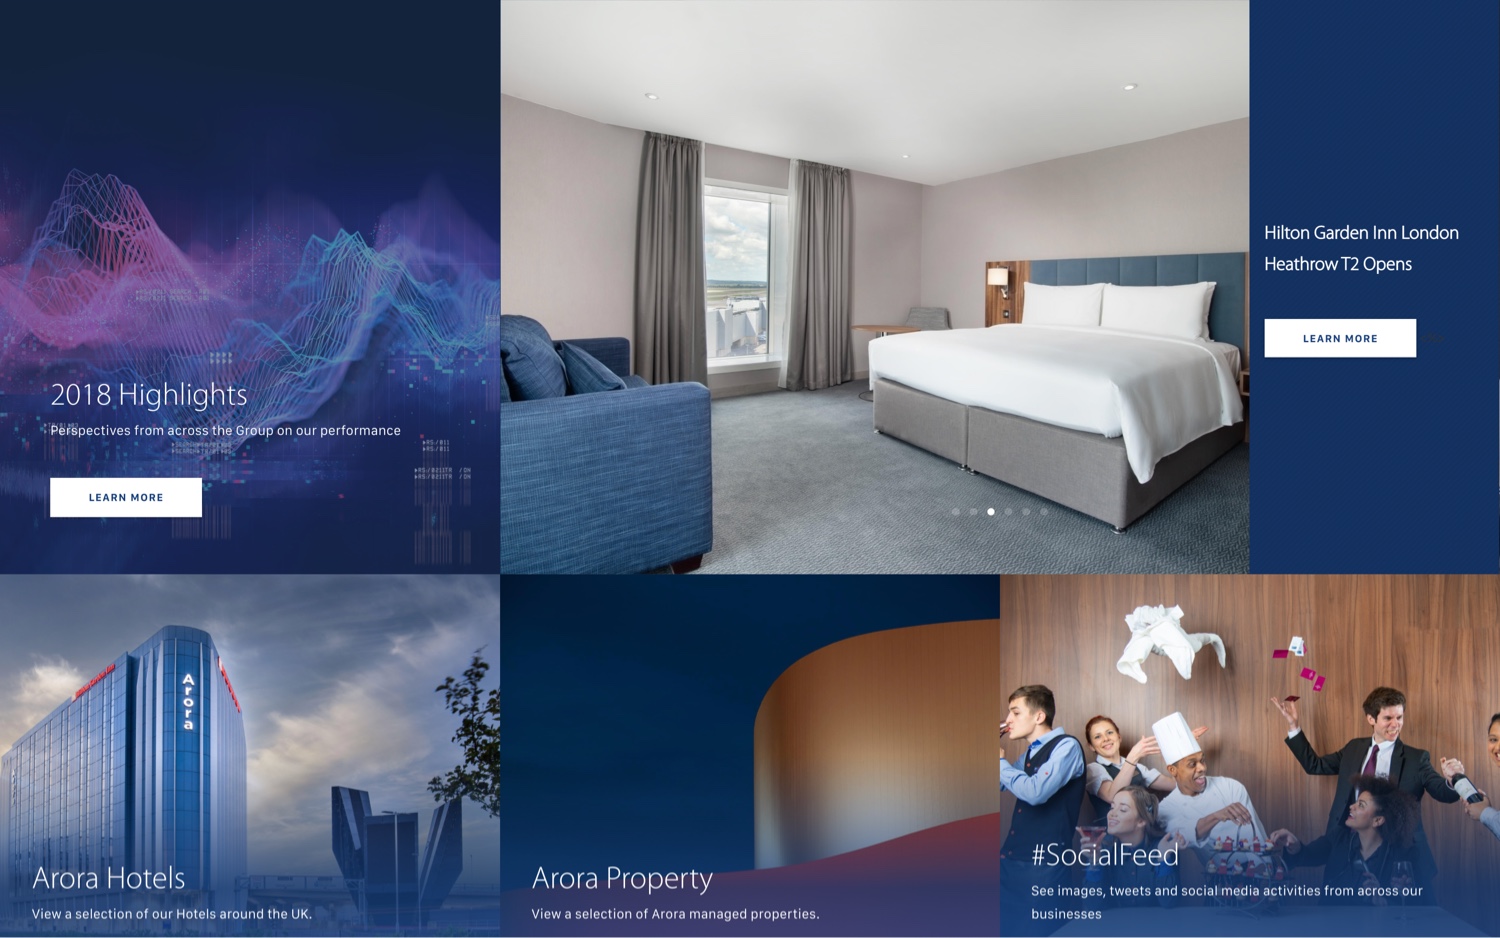 2018 Highlights
Perspectives from across the Group on our performance
LEARN MORE
Hilton Garden Inn London
Heathrow T2 Opens
LEARN MORE
Arora
Arora Hotels
View a selection of our Hotels around the UK.
Arora Property
View a selection of Arora managed properties.
#SocialFeed
See images, tweets and social media activities from across our
businesses